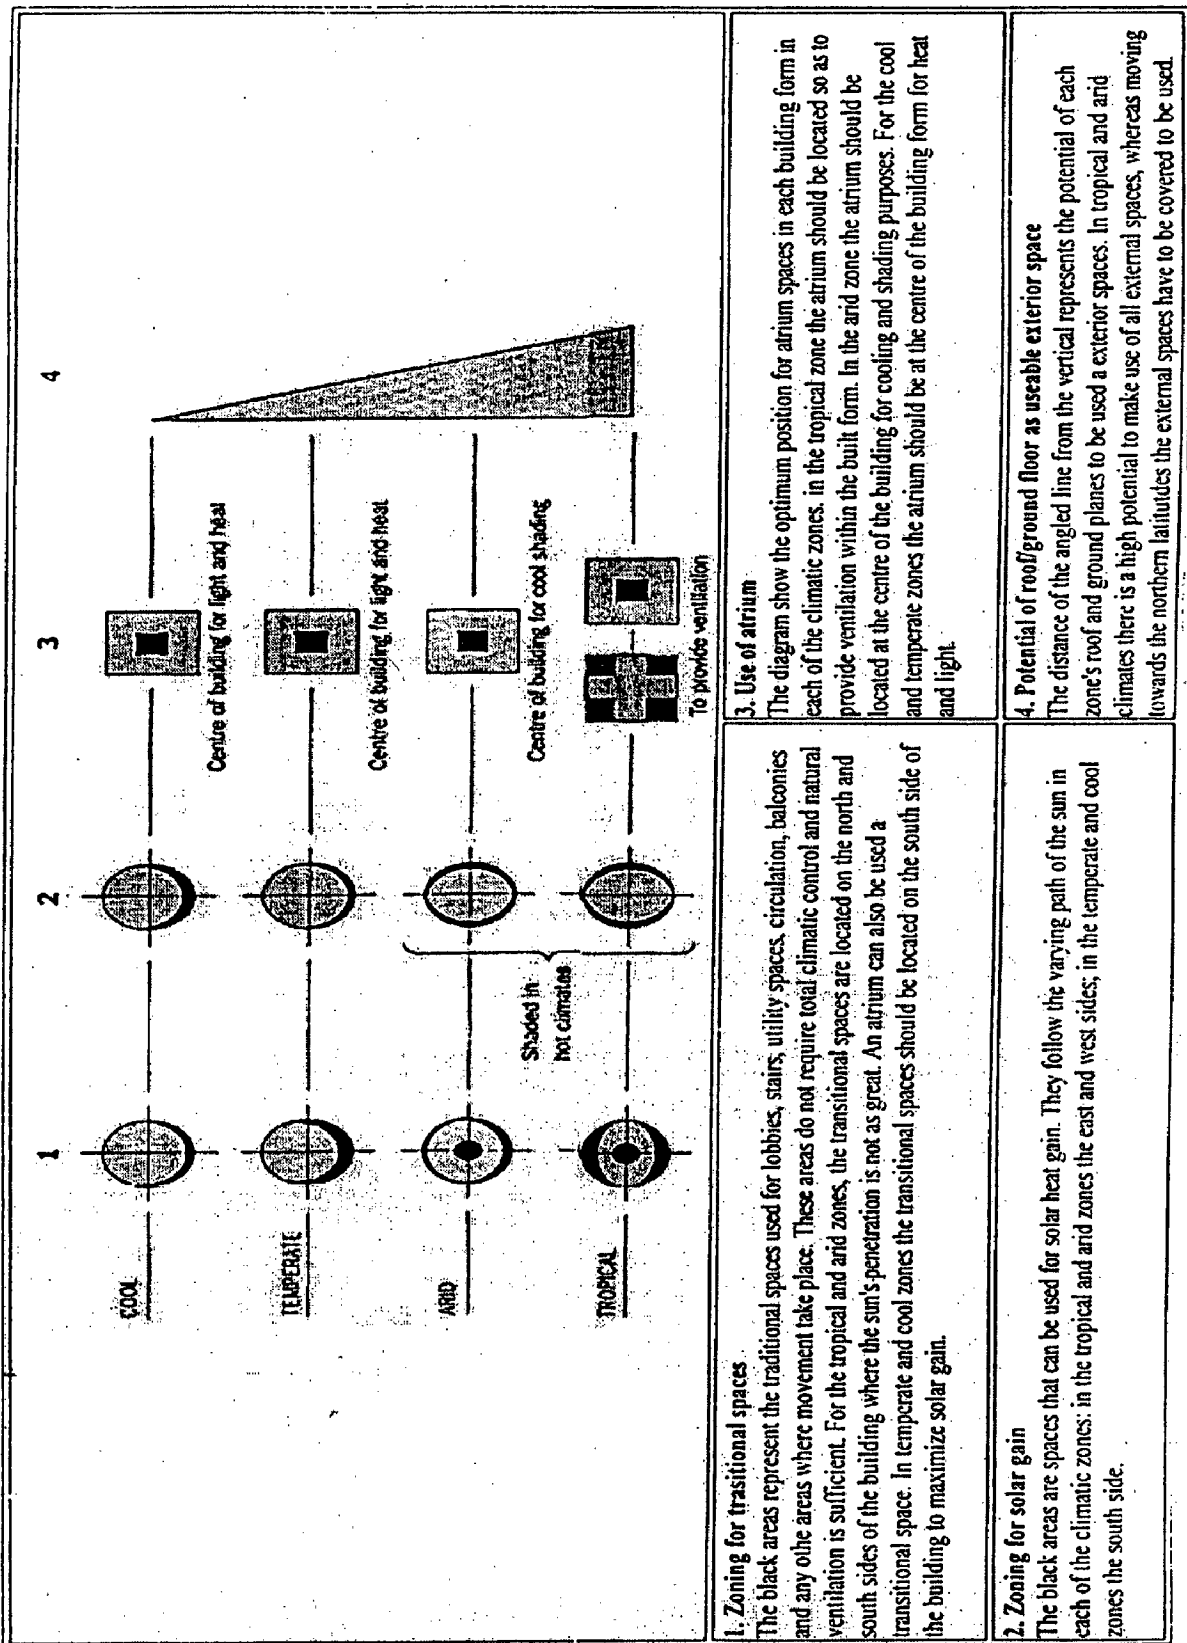 1
2
3
4
COOL
Centre of building for light and heat
TEMPERATE
Centre of building for light and heat
ARID
Centre of building for cool shading
Shaded in
hot climates
TROPICAL
To provide ventilation
1. Zoning for trasitional spaces
The black areas represent the traditional spaces used for lobbies, stairs, utility spaces, circulation, balconies
and any othe areas where movement take place. These areas do not require total climatic control and natural
ventilation is sufficient. For the tropical and arid zones, the transitional spaces are located on the north and
south sides of the building where the sun's penetration is not as great. An atrium can also be used a
transitional space. In temperate and cool zones the transitional spaces should be located on the south side of
the building to maximize solar gain.
2. Zoning for solar gain
The black areas are spaces that can be used for solar heat gain. They follow the varying path of the sun in
each of the climatic zones: in the tropical and arid zones the east and west sides; in the temperate and cool
zones the south side.
3. Use of atrium
The diagram show the optimum position for atrium spaces in each building form in
each of the climatic zones. in the tropical zone the atrium should be located so as to
provide ventilation within the built form. In the arid zone the atrium should be
located at the centre of the building for cooling and shading purposes. For the cool
and temperate zones the atrium should be at the centre of the building form for heat
and light.
4. Potential of roof/ground floor as useable exterior space
The distance of the angled line from the vertical represents the potential of each
zone's roof and ground planes to be used a exterior spaces. In tropical and arid
climates there is a high potential to make use of all external spaces, whereas moving
towards the northern latitutdes the external spaces have to be covered to be used.